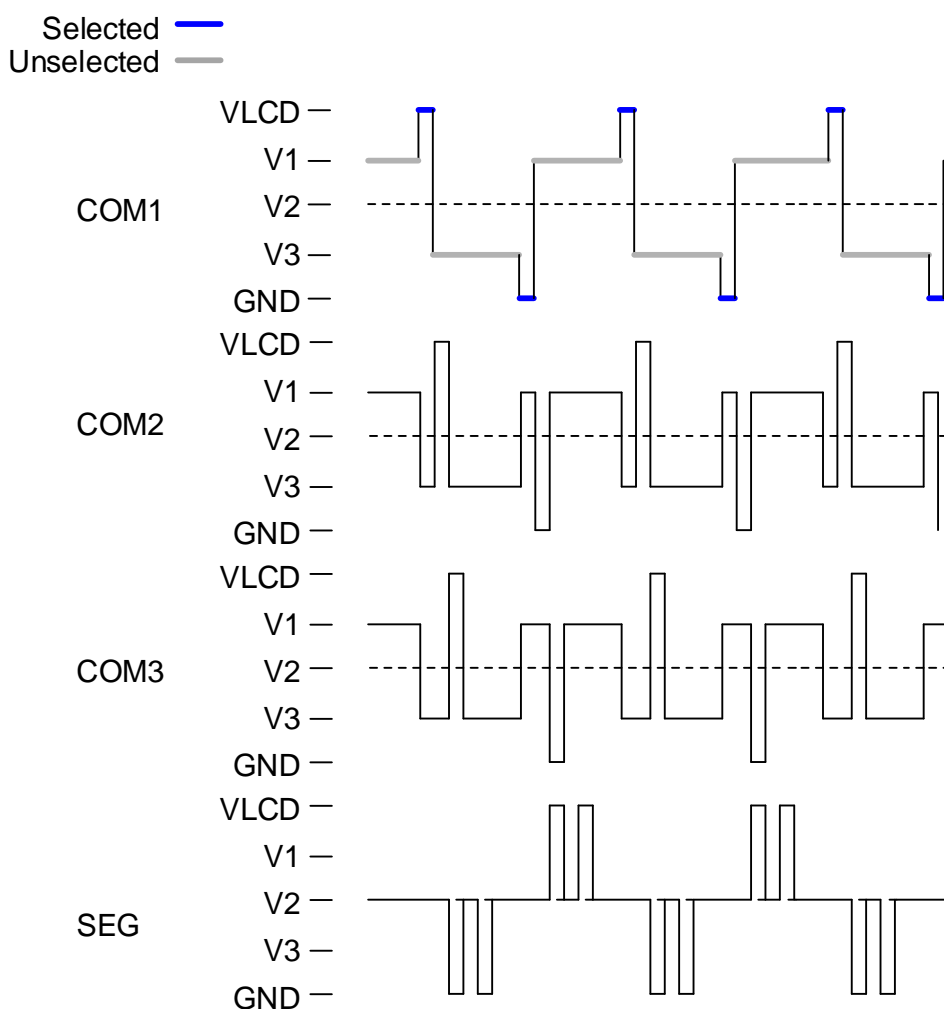 Selected
Unselected
VLCD
V1
COM1
V2
V3
GND
VLCD
V1
COM2
V2
V3
GND
VLCD
V1
COM3
V2
V3
GND
VLCD
V1
V2
SEG
V3
GND